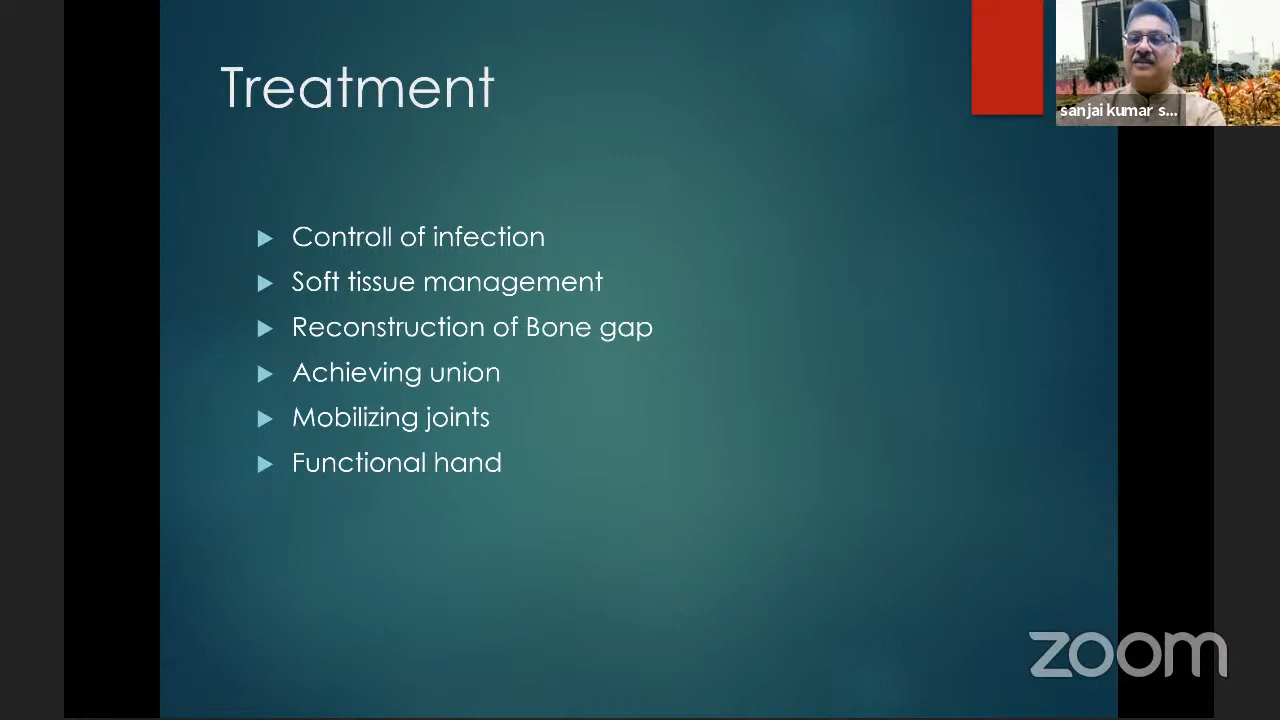 Treatment
sanjai kumar s...
Controll of infection
Soft tissue management
Reconstruction of Bone gap
Achieving union
Mobilizing joints
Functional hand
zoom